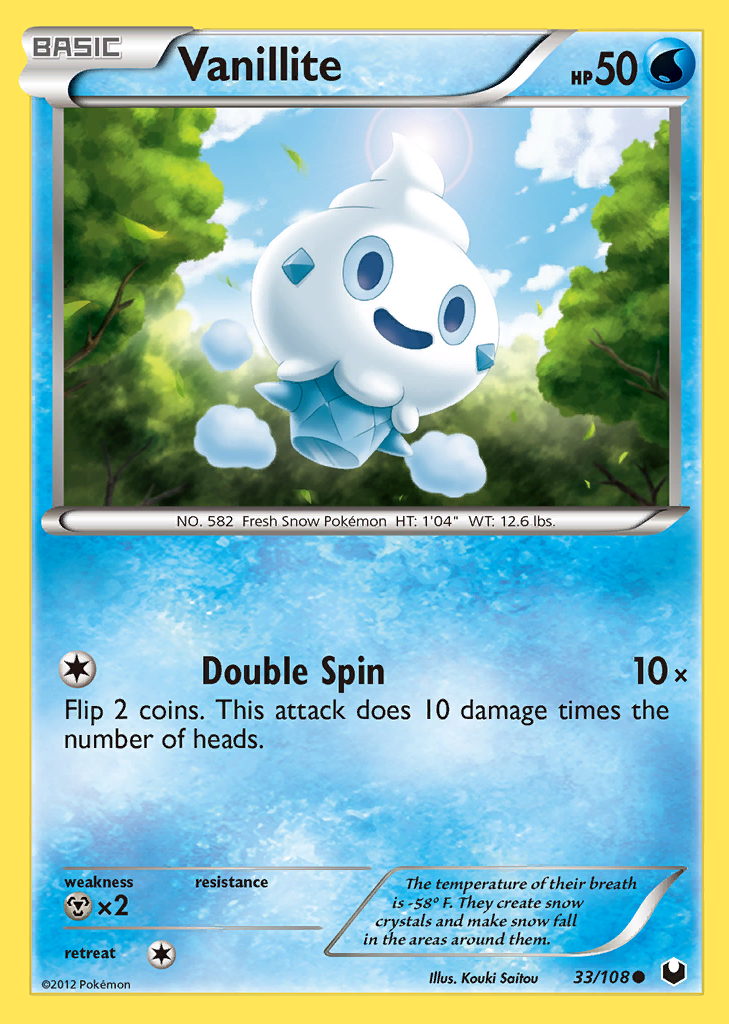 BASIC
Vanillite
HP50
NO. 582 Fresh Snow Pokémon HT: 1'04" WT: 12.6 lbs.
Double Spin 10×
Flip 2 coins. This attack does 10 damage times the
number of heads.
weakness resistance
×2
retreat
The temperature of their breath
is -58º F. They create snow
crystals and make snow fall
in the areas around them.
©2012 Pokémon
Illus. Kouki Saitou 33/108